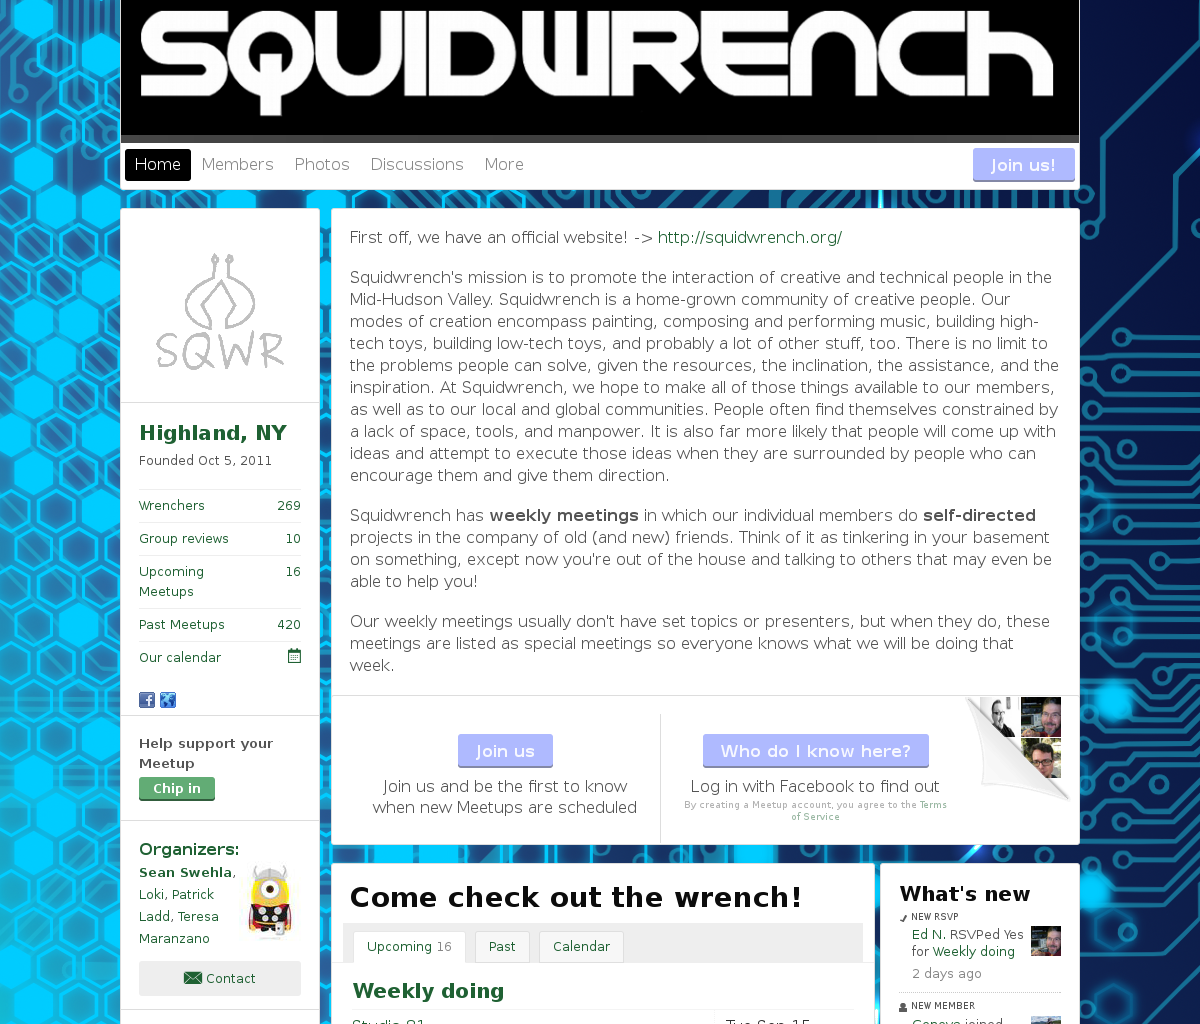 SQUIDWRENCH
Home Members Photos Discussions More Join us!
SQWR
Highland, NY
Founded Oct 5, 2011
Wrenchers 269
Group reviews 10
Upcoming Meetups 16
Past Meetups 420
Our calendar
Help support your
Meetup
Chip in
Organizers:
Sean Swehla,
Loki, Patrick
Ladd, Teresa
Maranzano
Contact
First off, we have an official website! -> http://squidwrench.org/
Squidwrench's mission is to promote the interaction of creative and technical people in the
Mid-Hudson Valley. Squidwrench is a home-grown community of creative people. Our
modes of creation encompass painting, composing and performing music, building high-
tech toys, building low-tech toys, and probably a lot of other stuff, too. There is no limit to
the problems people can solve, given the resources, the inclination, the assistance, and the
inspiration. At Squidwrench, we hope to make all of those things available to our members,
as well as to our local and global communities. People often find themselves constrained by
a lack of space, tools, and manpower. It is also far more likely that people will come up with
ideas and attempt to execute those ideas when they are surrounded by people who can
encourage them and give them direction.
Squidwrench has weekly meetings in which our individual members do self-directed
projects in the company of old (and new) friends. Think of it as tinkering in your basement
on something, except now you're out of the house and talking to others that may even be
able to help you!
Our weekly meetings usually don't have set topics or presenters, but when they do, these
meetings are listed as special meetings so everyone knows what we will be doing that
week.
Join us
Join us and be the first to know
when new Meetups are scheduled
Who do I know here?
Log in with Facebook to find out
By creating a Meetup account, you agree to the Terms
of Service
Come check out the wrench!
Upcoming 16 Past Calendar
Weekly doing
Studio 81 Tue Sep 15
What's new
NEW RSVP
Ed N. RSVPed Yes
for Weekly doing
2 days ago
NEW MEMBER
Geneva joined